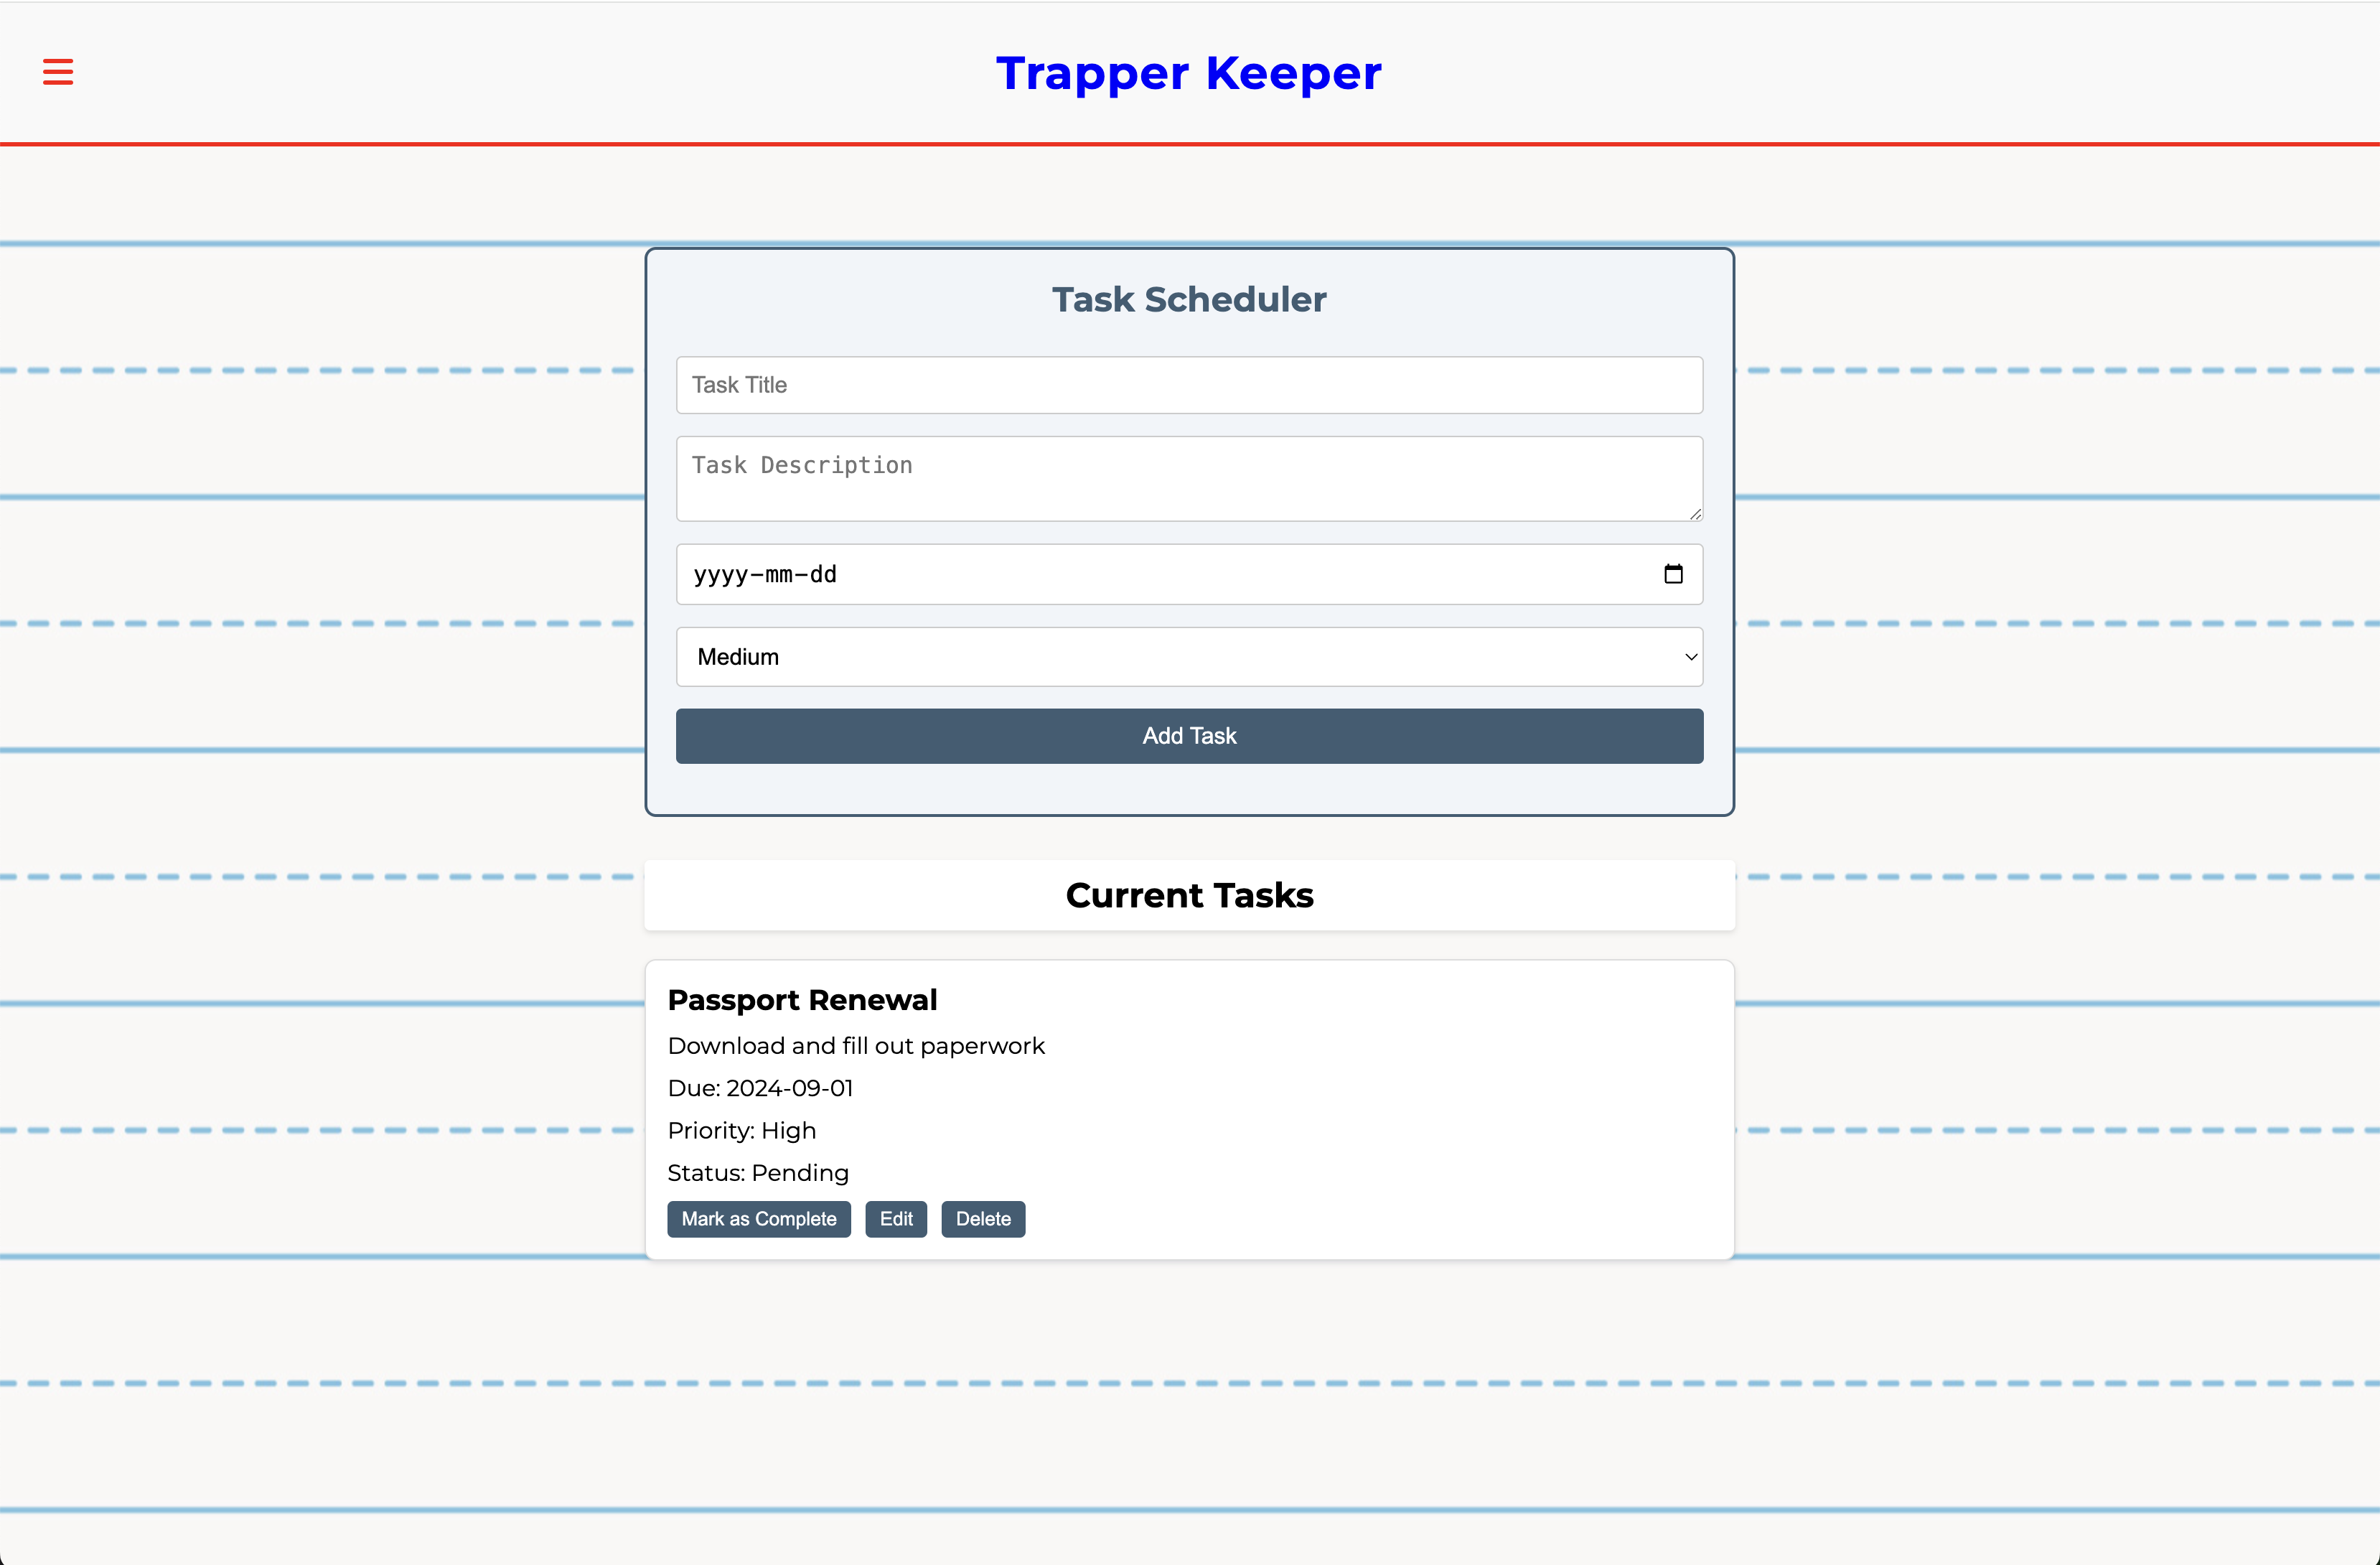 Trapper Keeper
Task Scheduler
Task Title
Task Description
yyyy-mm-dd
Medium
Add Task
Current Tasks
Passport Renewal
Download and fill out paperwork
Due: 2024-09-01
Priority: High
Status: Pending
Mark as Complete Edit Delete